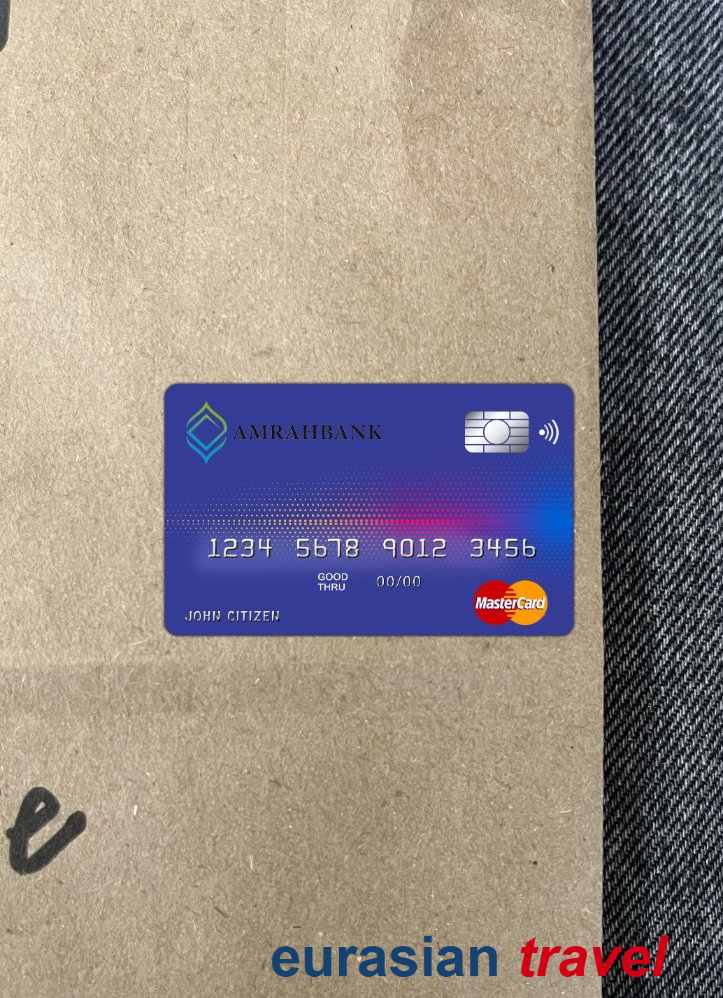 AMRAHBANK
1234 5678 9012 3456
GOOD THRU 00/00
JOHN CITIZEN
MasterCard
e
eurasian travel